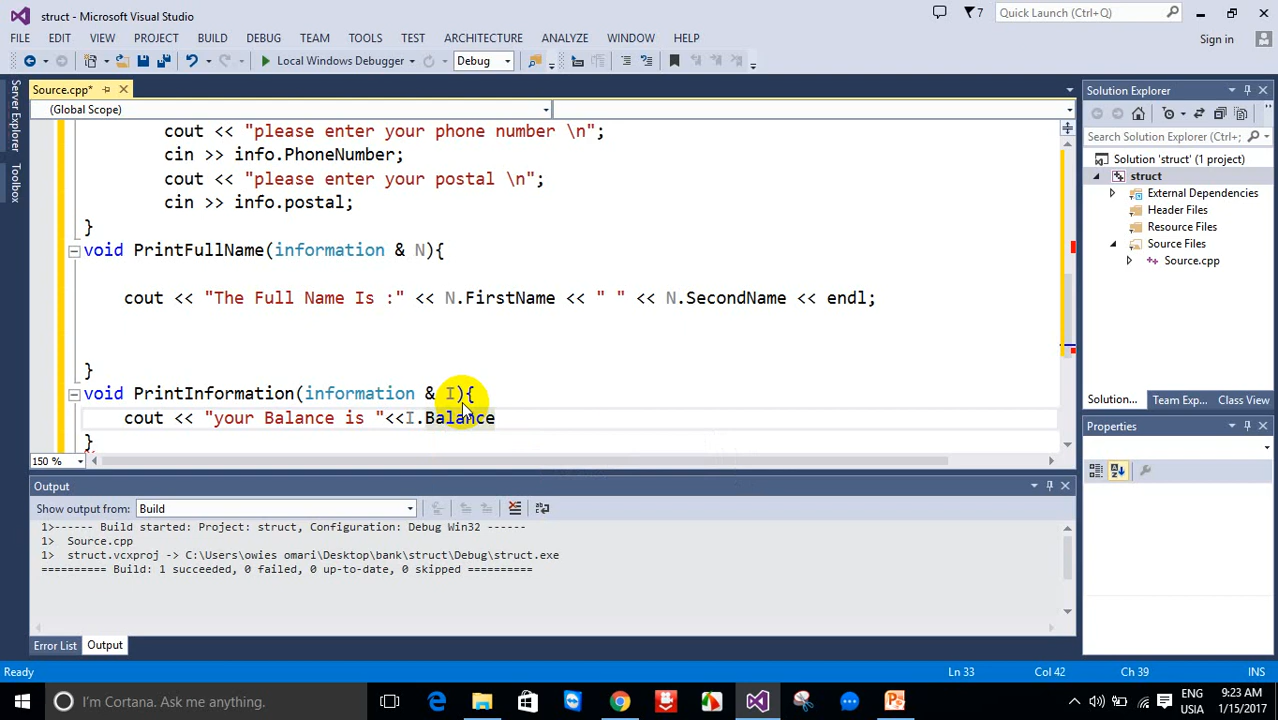 struct - Microsoft Visual Studio
7
Quick Launch (Ctrl+Q)
FILE EDIT VIEW PROJECT BUILD DEBUG TEAM TOOLS TEST ARCHITECTURE ANALYZE WINDOW HELP
Sign in
Local Windows Debugger Debug
Server Explorer
Toolbox
Source.cpp*
(Global Scope)
cout << "please enter your phone number \n";
cin >> info.PhoneNumber;
cout << "please enter your postal \n";
cin >> info.postal;
}
void PrintFullName(information & N){
cout << "The Full Name Is :" << N.FirstName << " " << N.SecondName << endl;
}
void PrintInformation(information & I){
cout << "your Balance is "<<I.Balance
}
150 %
Solution Explorer
Search Solution Explorer (Ctrl+;
Solution 'struct' (1 project)
struct
External Dependencies
Header Files
Resource Files
Source Files
Source.cpp
Solution... Team Exp... Class View
Properties
Output
Show output from: Build
1>------ Build started: Project: struct, Configuration: Debug Win32 ------
1>  Source.cpp
1>  struct.vcxproj -> C:\Users\owies omari\Desktop\bank\struct\Debug\struct.exe
========== Build: 1 succeeded, 0 failed, 0 up-to-date, 0 skipped ==========
Error List Output
Ready Ln 33 Col 42 Ch 39 INS
I'm Cortana. Ask me anything.
ENG
USIA
9:23 AM
1/15/2017